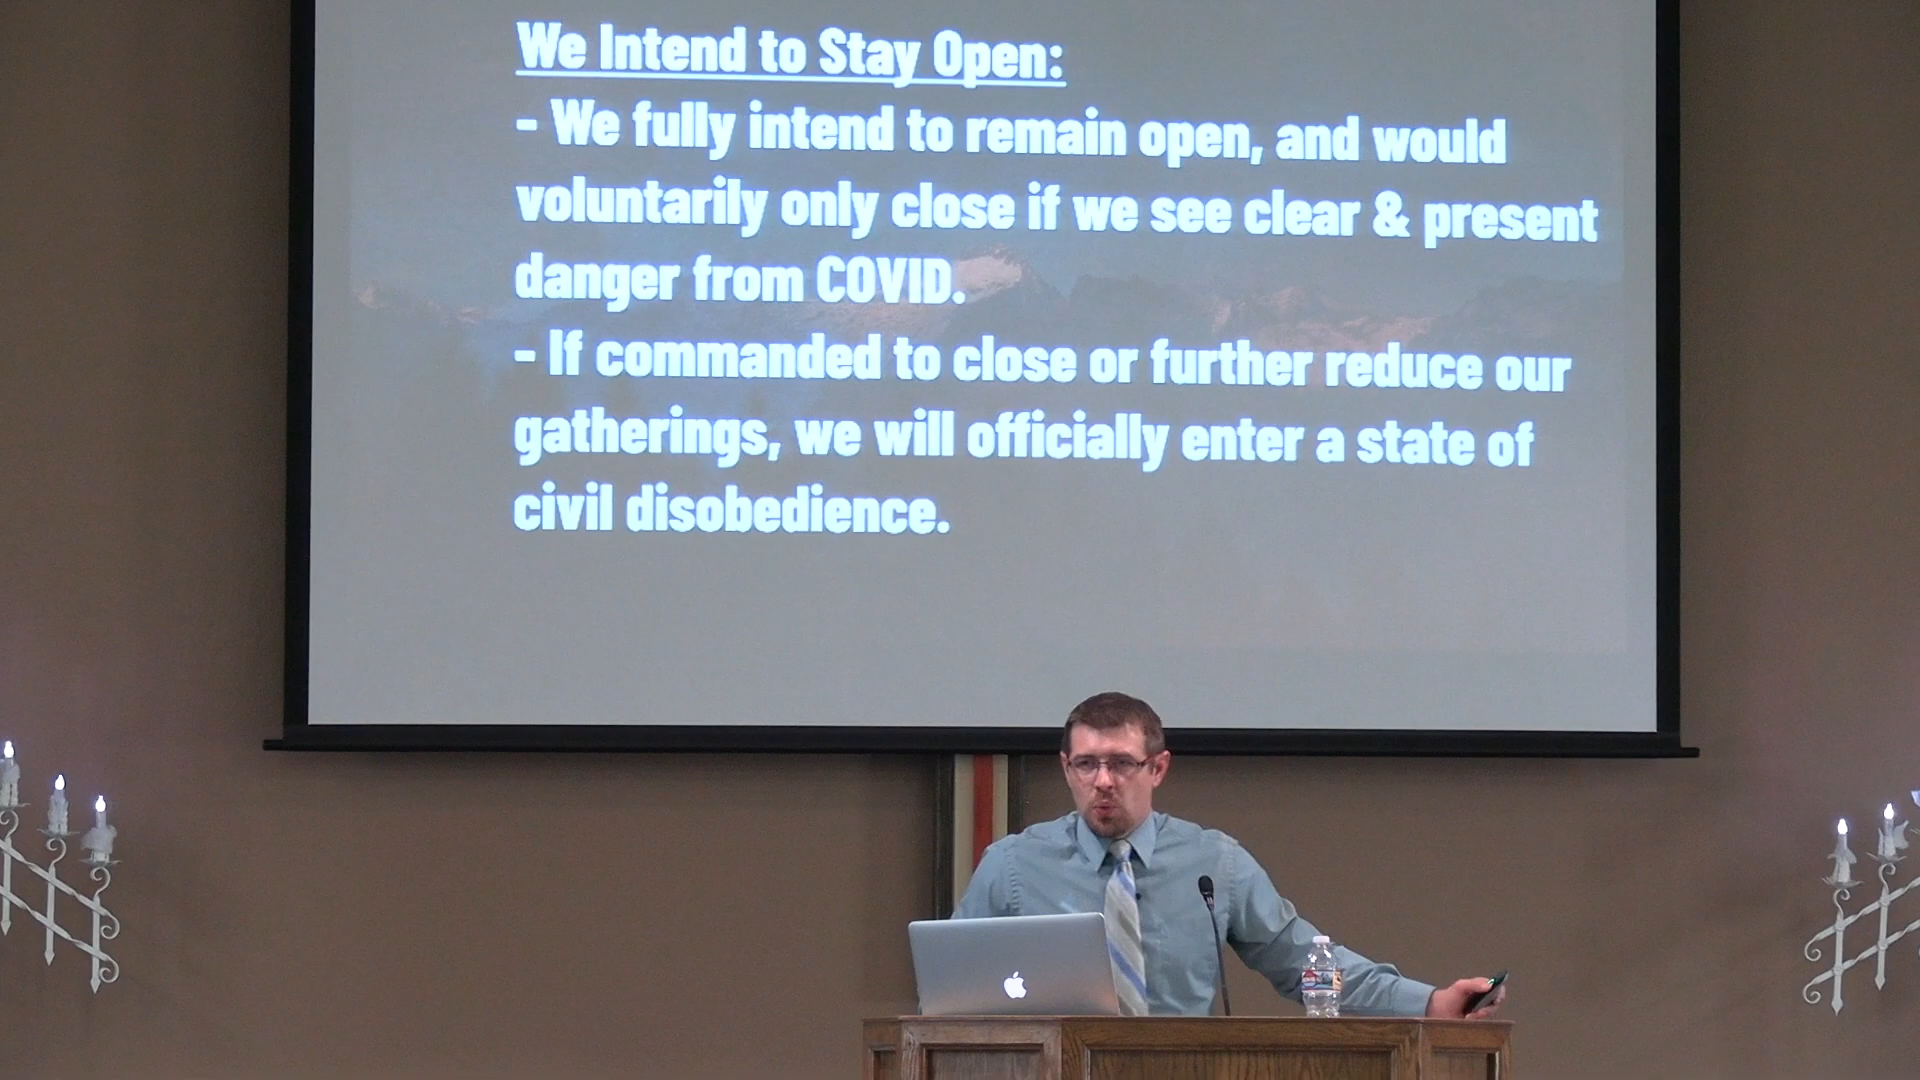 We Intend to Stay Open:
- We fully intend to remain open, and would
voluntarily only close if we see clear & present
danger from COVID.
- If commanded to close or further reduce our
gatherings, we will officially enter a state of
civil disobedience.